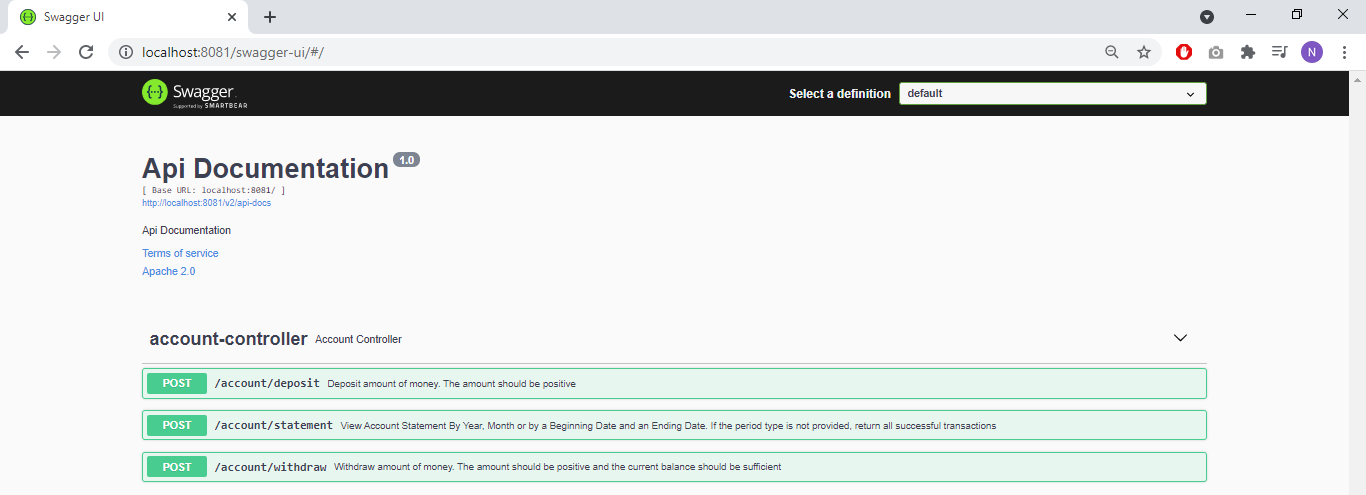 Swagger UI
localhost:8081/swagger-ui/#/
N
Swagger.
Supported by SMARTBEAR
Select a definition
default
Api Documentation 1.0
[ Base URL: localhost:8081/ ]
http://localhost:8081/v2/api-docs
Api Documentation
Terms of service
Apache 2.0
account-controller Account Controller
POST /account/deposit Deposit amount of money. The amount should be positive
POST /account/statement View Account Statement By Year, Month or by a Beginning Date and an Ending Date. If the period type is not provided, return all successful transactions
POST /account/withdraw Withdraw amount of money. The amount should be positive and the current balance should be sufficient